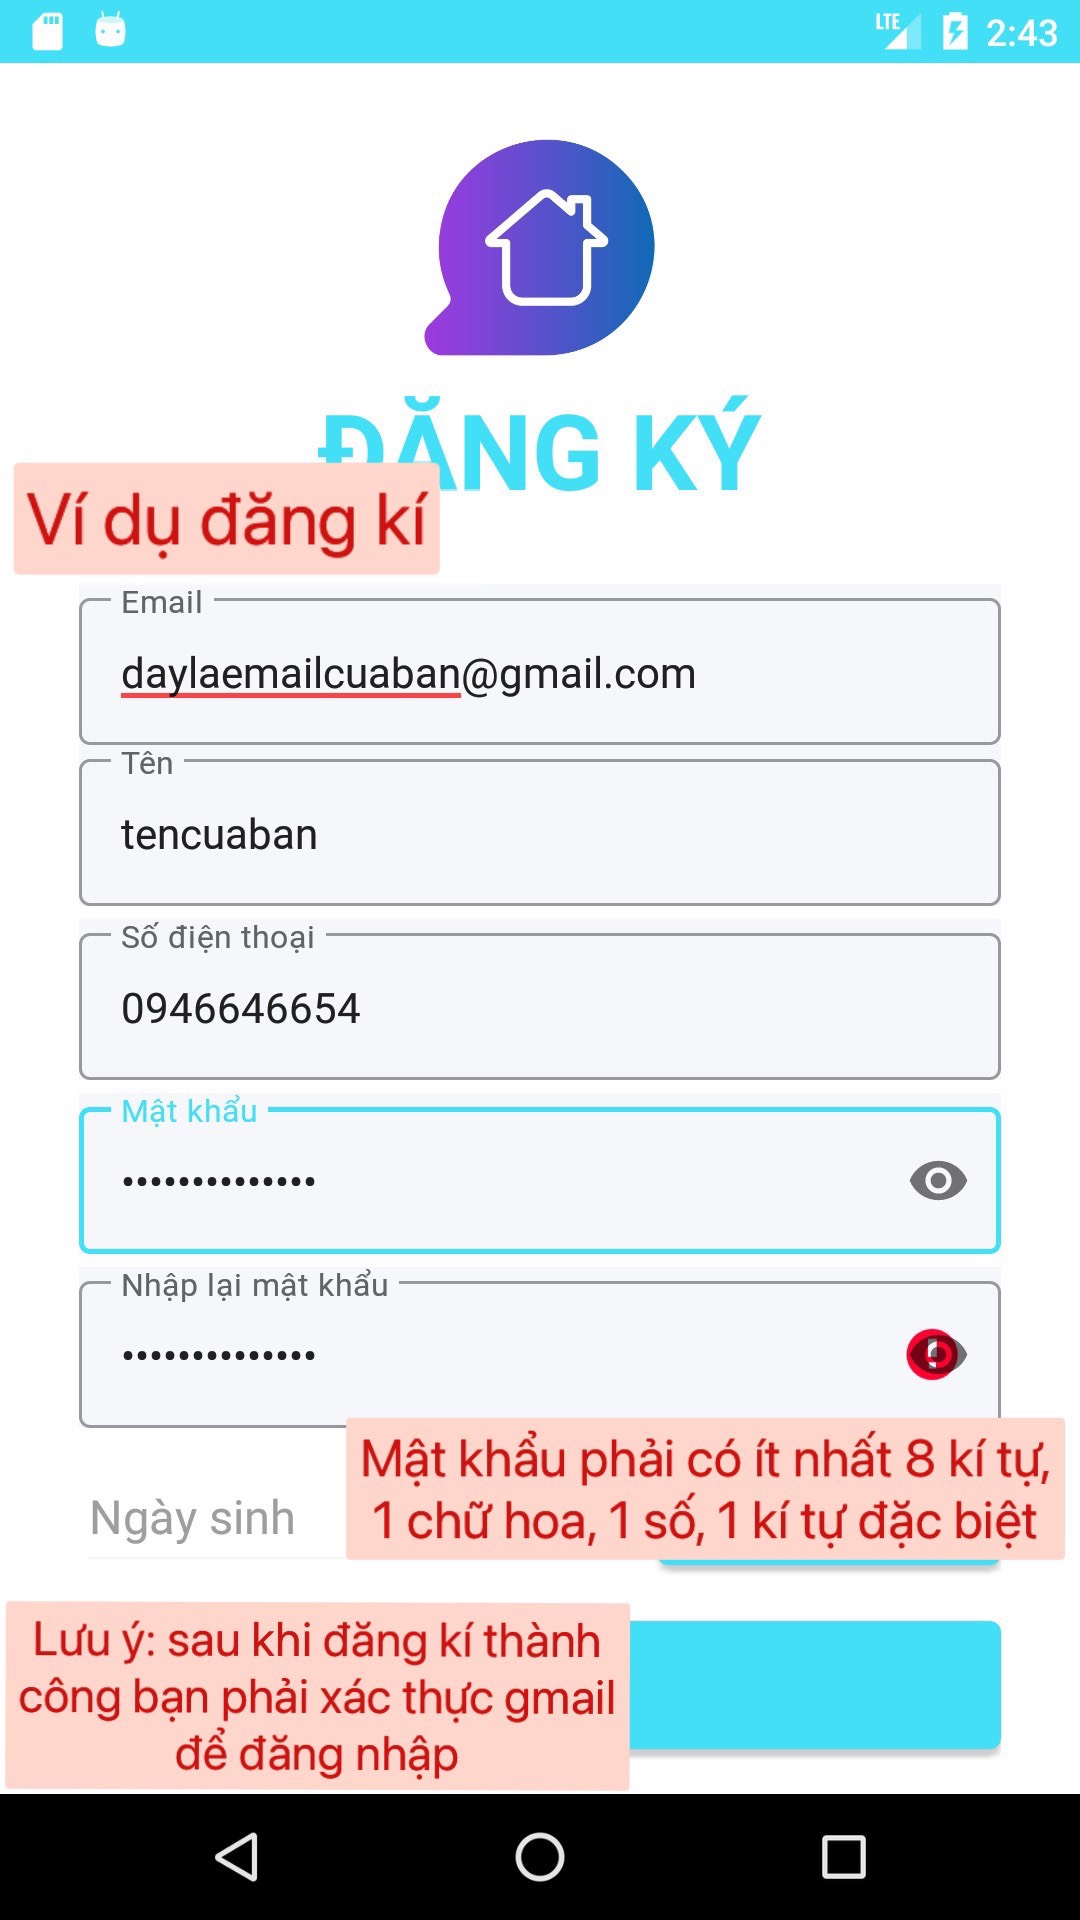 LTE 2:43
ĐĂNG KÝ
Ví dụ đăng kí
Email
daylaemailcuaban@gmail.com
Tên
tencuaban
Số điện thoại
0946646654
Mật khẩu
••••••••••••••
Nhập lại mật khẩu
••••••••••••••
Mật khẩu phải có ít nhất 8 kí tự,
1 chữ hoa, 1 số, 1 kí tự đặc biệt
Ngày sinh
Lưu ý: sau khi đăng kí thành
công bạn phải xác thực gmail
để đăng nhập